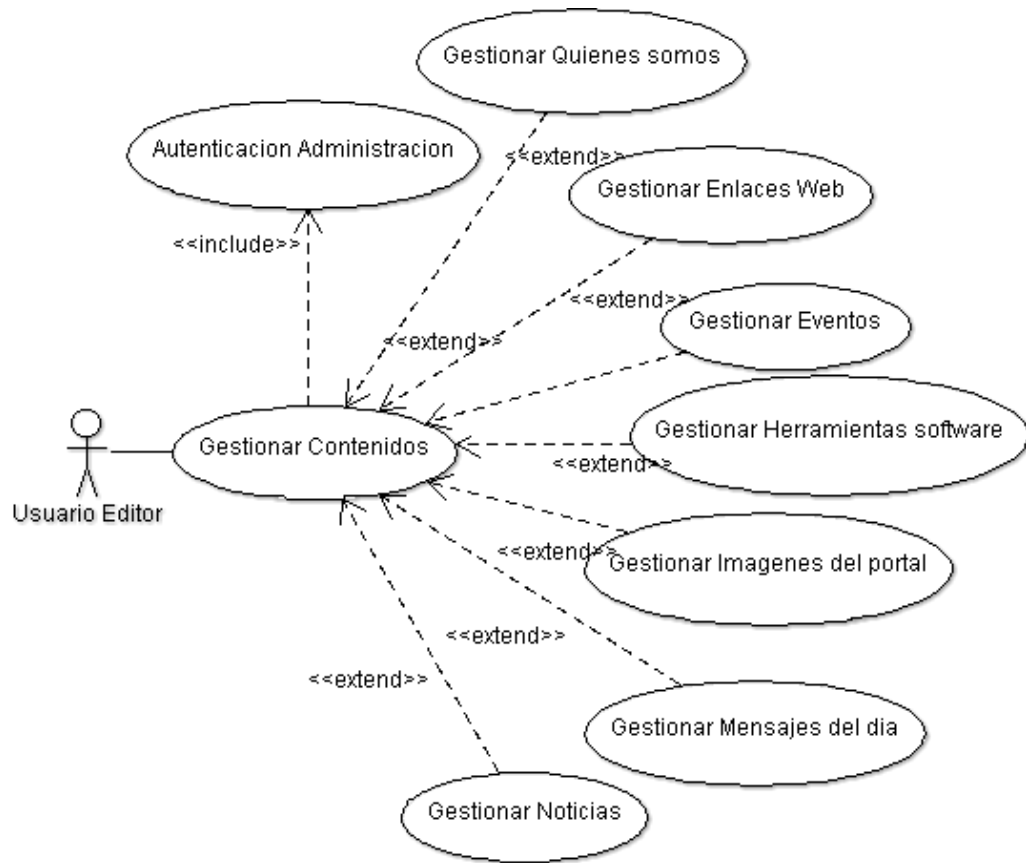 Gestionar Quienes somos
Autenticacion Administracion
<<extend>>
Gestionar Enlaces Web
<<include>>
<<extend>>
Gestionar Eventos
<<extend>>
Gestionar Herramientas software
Gestionar Contenidos
<<extend>>
Usuario Editor
<<extend>>
Gestionar Imagenes del portal
<<extend>>
<<extend>>
Gestionar Mensajes del dia
Gestionar Noticias